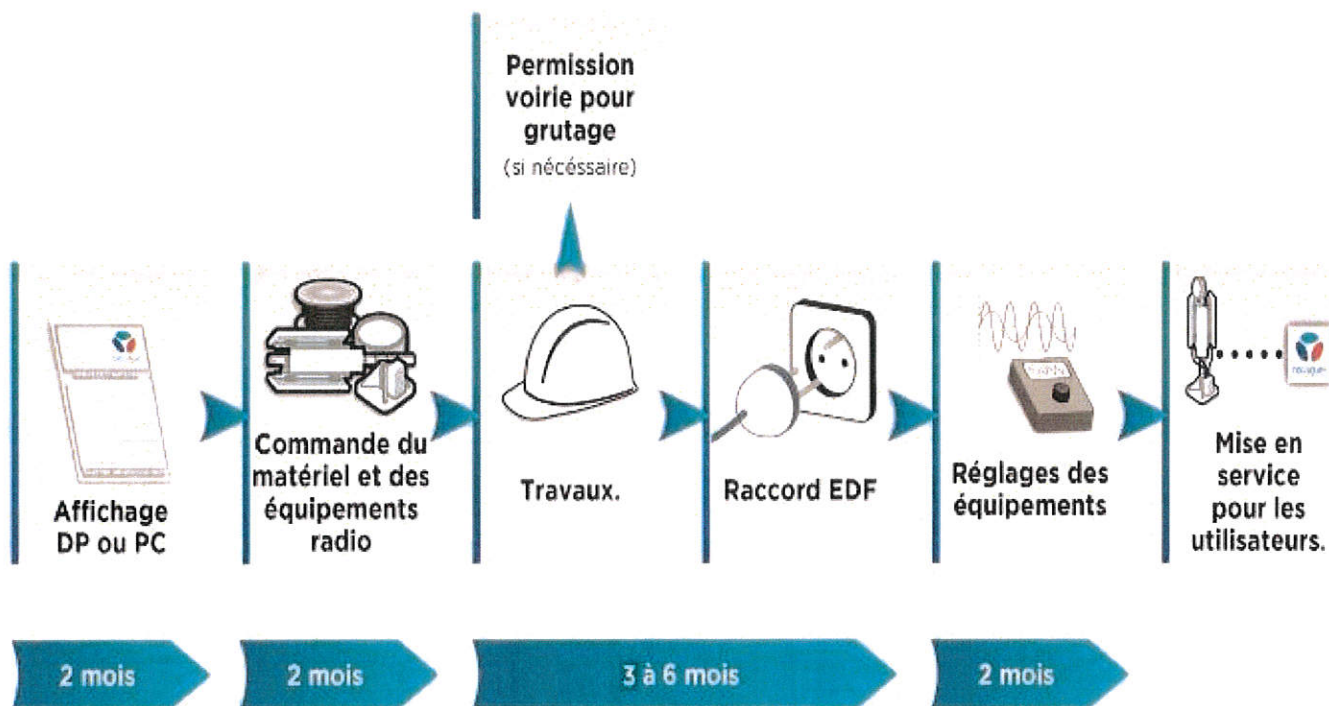 Permission
voirie pour
grutage
(si nécéssaire)
Affichage
DP ou PC
Commande du
matériel et des
équipements
radio
Travaux.
Raccord EDF
Réglages des
équipements
Mise en
service
pour les
utilisateurs.
2 mois
2 mois
3 à 6 mois
2 mois